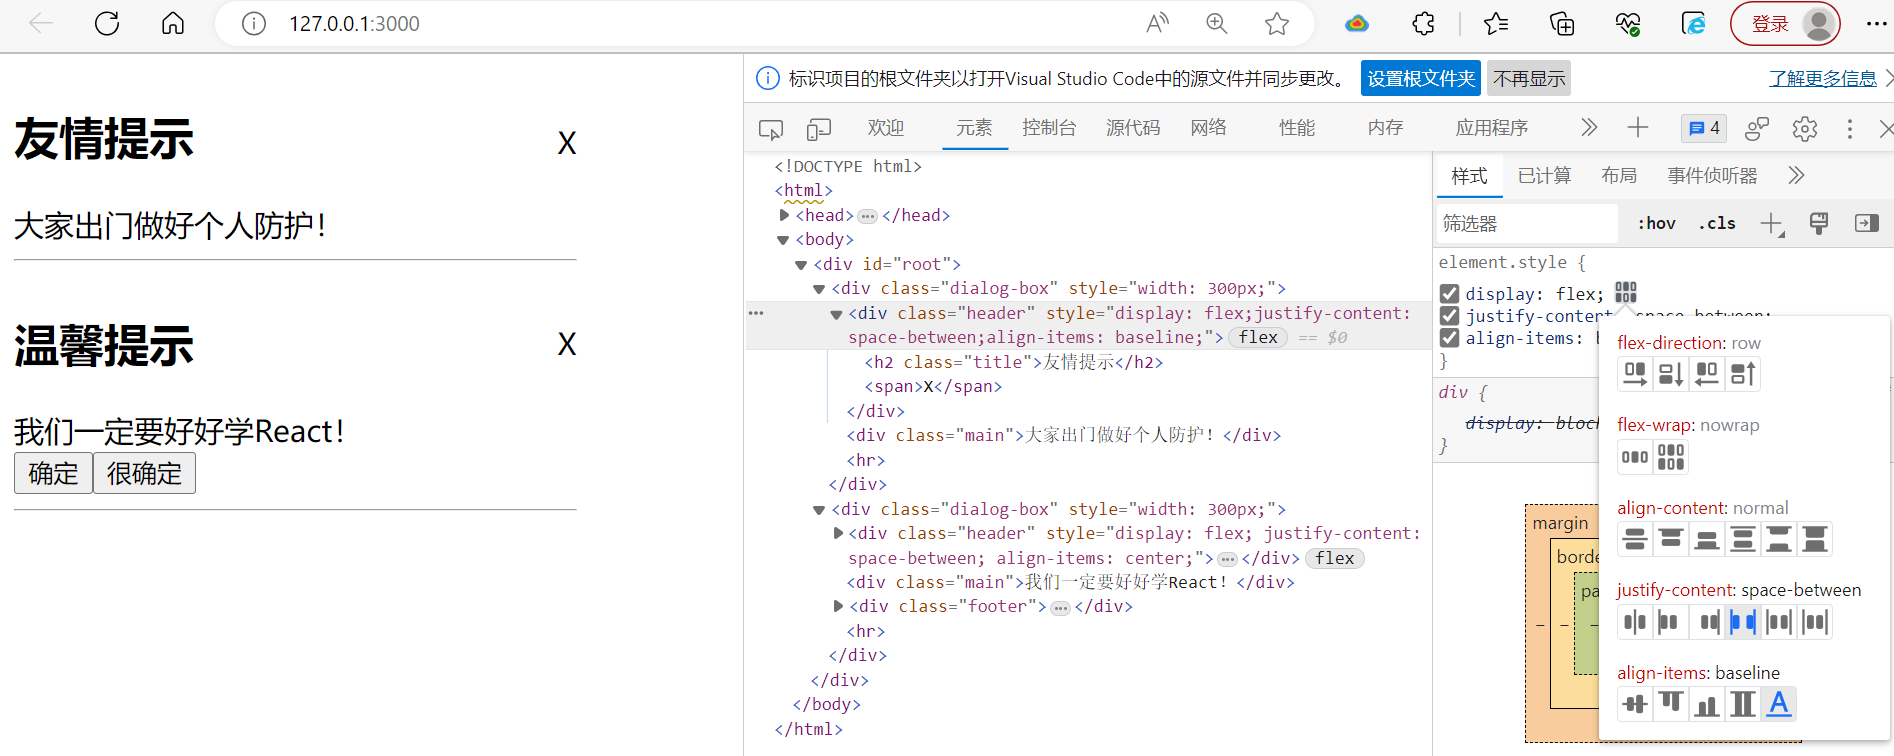 127.0.0.1:3000
登录
友情提示
X
大家出门做好个人防护！
温馨提示
X
我们一定要好好学React！
确定
很确定
标识项目的根文件夹以打开Visual Studio Code中的源文件并同步更改。
设置根文件夹
不再显示
了解更多信息
欢迎
元素
控制台
源代码
网络
性能
内存
应用程序
4
<!DOCTYPE html>
<html>
<head>…</head>
<body>
<div id="root">
<div class="dialog-box" style="width: 300px;">
<div class="header" style="display: flex;justify-content:
space-between;align-items: baseline;"> flex == $0
<h2 class="title">友情提示</h2>
<span>X</span>
</div>
<div class="main">大家出门做好个人防护！</div>
<hr>
</div>
<div class="dialog-box" style="width: 300px;">
<div class="header" style="display: flex; justify-content:
space-between; align-items: center;">…</div> flex
<div class="main">我们一定要好好学React！</div>
<div class="footer">…</div>
<hr>
</div>
</div>
</body>
</html>
样式
已计算
布局
事件侦听器
筛选器
:hov
.cls
element.style {
display: flex;
justify-content: space-between;
align-items: b
}
div {
display: block
}
margin
borde
pa
–
–
–
flex-direction: row
flex-wrap: nowrap
align-content: normal
justify-content: space-between
align-items: baseline